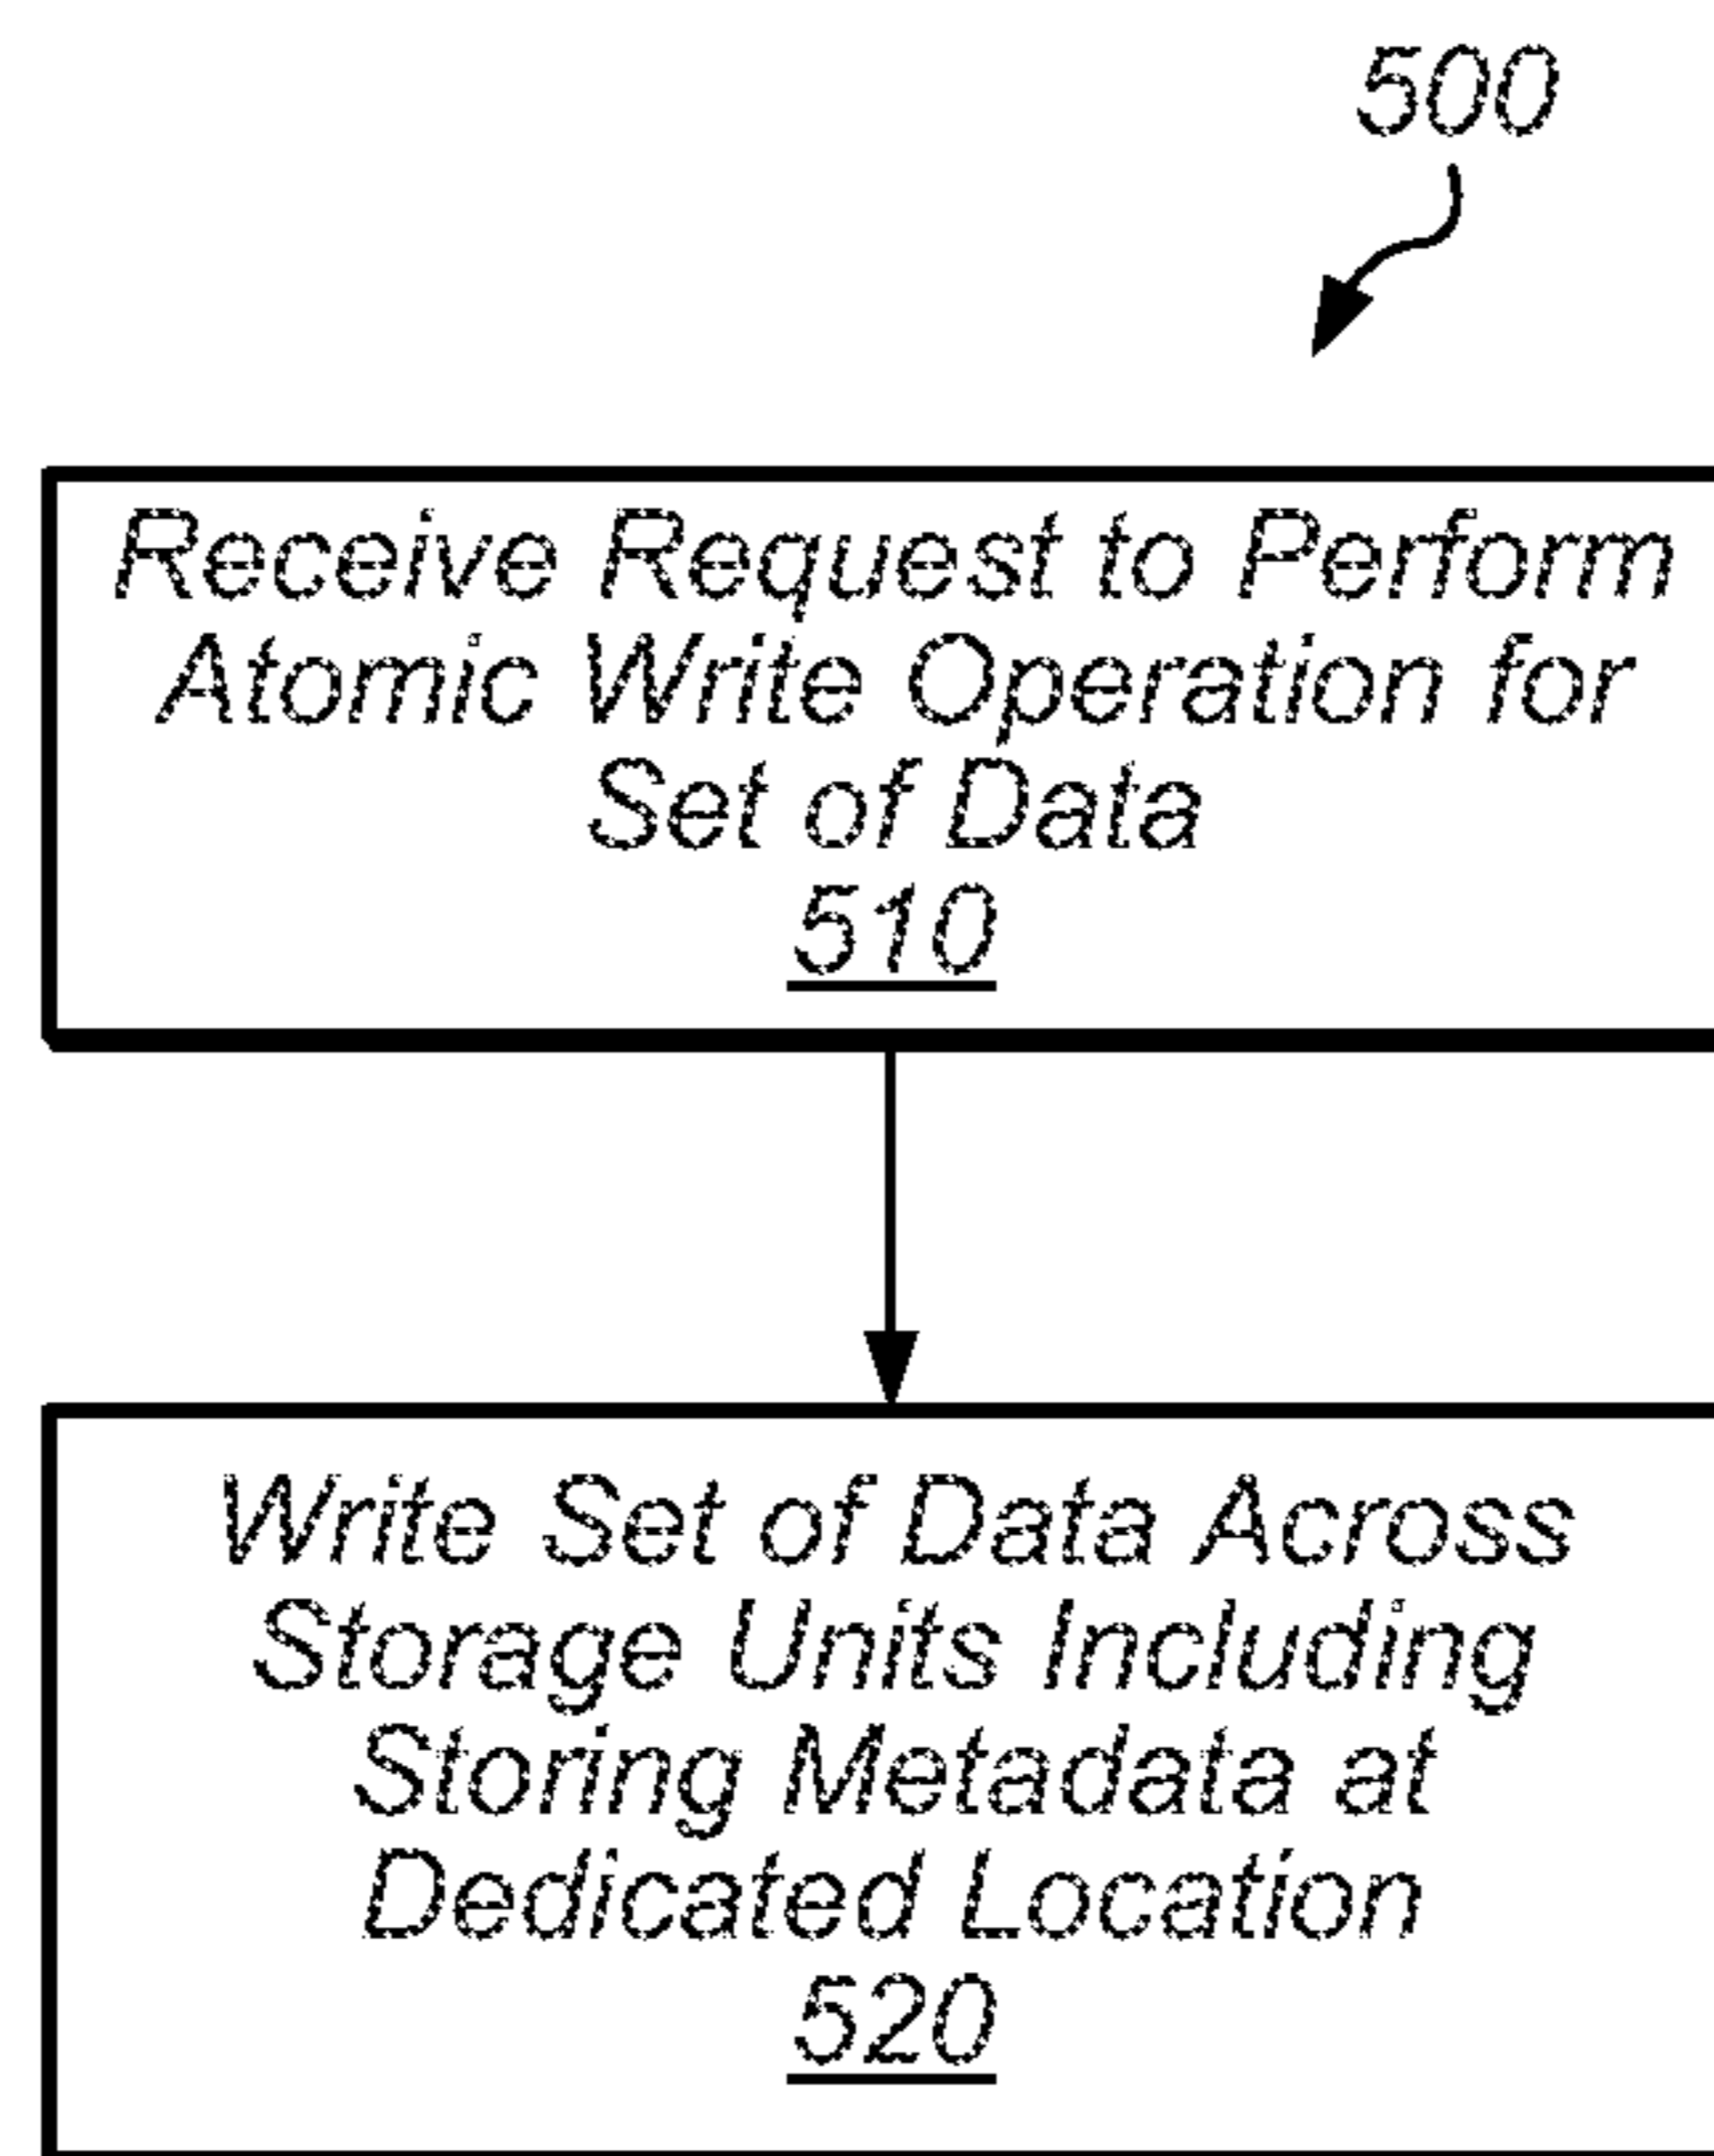 500
Receive Request to Perform
Atomic Write Operation for
Set of Data
510
Write Set of Data Across
Storage Units Including
Storing Metadata at
Dedicated Location
520